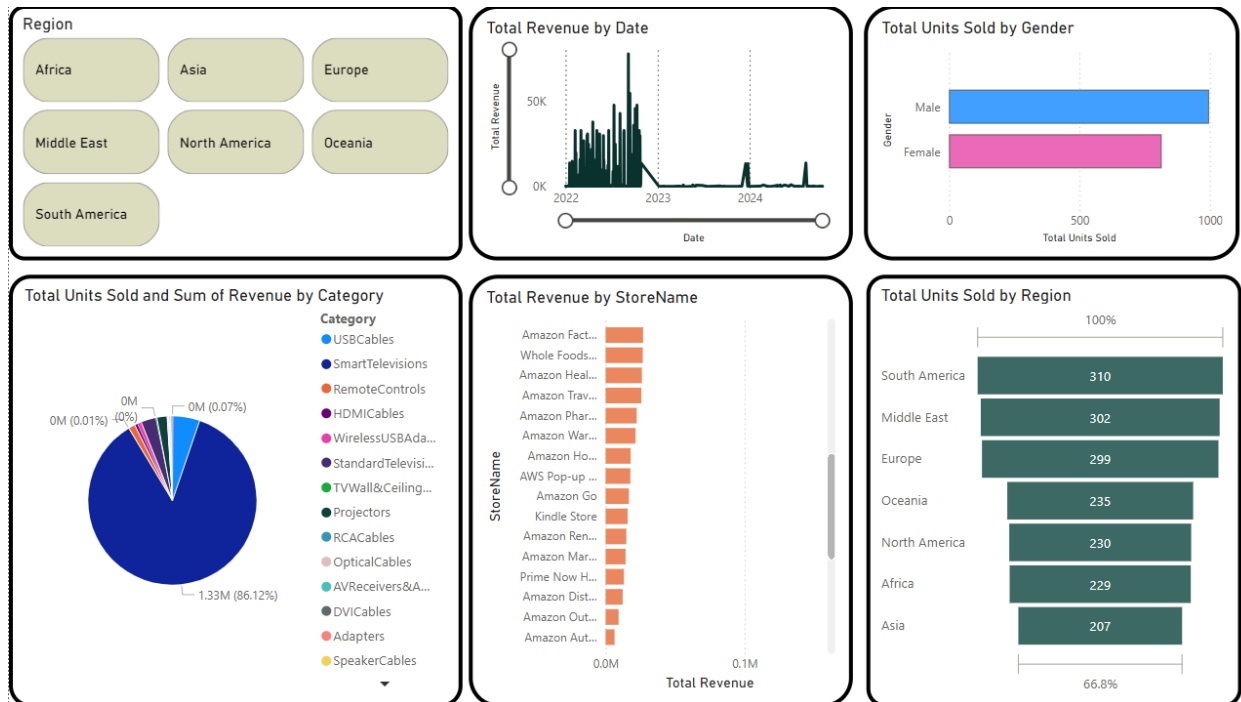 Region
Africa
Asia
Europe
Middle East
North America
Oceania
South America
Total Revenue by Date
Total Revenue
50K
0K
2022
2023
2024
Date
Total Units Sold by Gender
Gender
Male
Female
0
500
1000
Total Units Sold
Total Units Sold and Sum of Revenue by Category
0M
(0%)
0M (0.01%)
0M (0.07%)
1.33M (86.12%)
Category
USBCables
SmartTelevisions
RemoteControls
HDMICables
WirelessUSBAda...
StandardTelevisi...
TVWall&Ceiling...
Projectors
RCACables
OpticalCables
AVReceivers&A...
DVICables
Adapters
SpeakerCables
Total Revenue by StoreName
StoreName
Amazon Fact...
Whole Foods...
Amazon Heal...
Amazon Trav...
Amazon Phar...
Amazon War...
Amazon Ho...
AWS Pop-up ...
Amazon Go
Kindle Store
Amazon Ren...
Amazon Mar...
Prime Now H...
Amazon Dist...
Amazon Out...
Amazon Aut...
0.0M
0.1M
Total Revenue
Total Units Sold by Region
100%
South America 310
Middle East 302
Europe 299
Oceania 235
North America 230
Africa 229
Asia 207
66.8%